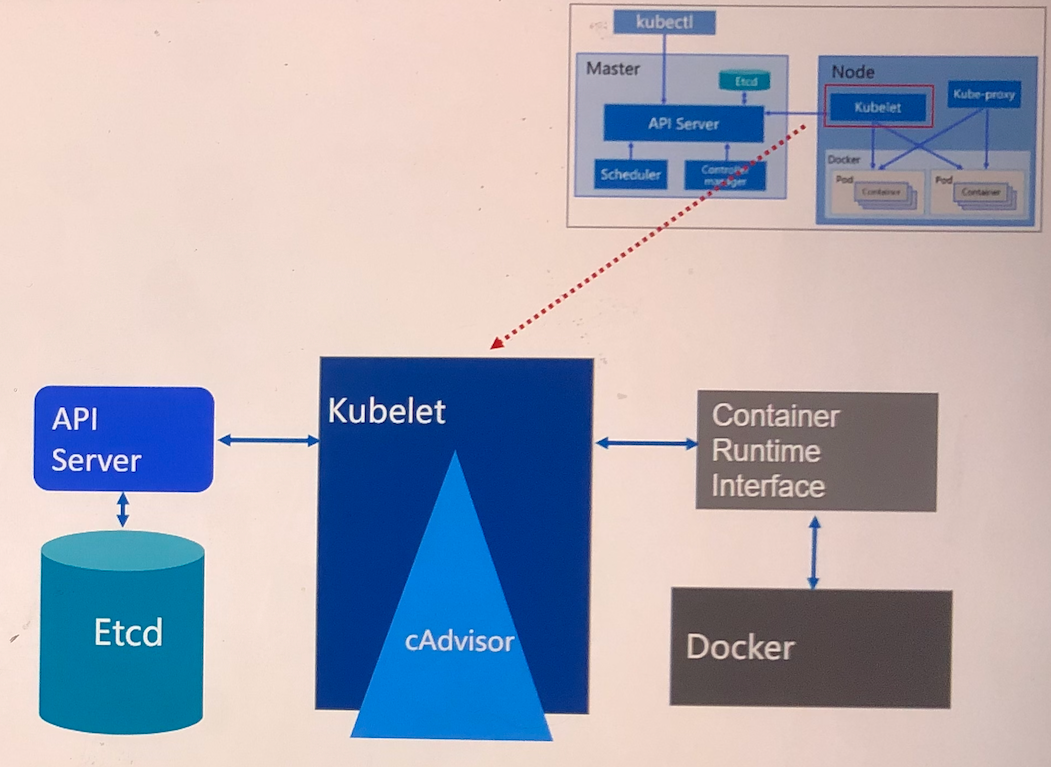 kubectl
Master
Etcd
API Server
Scheduler
Controller
manager
Node
Kubelet
Kube-proxy
Docker
Pod
Container
Pod
Container
Kubelet
API
Server
Etcd
cAdvisor
Container
Runtime
Interface
Docker